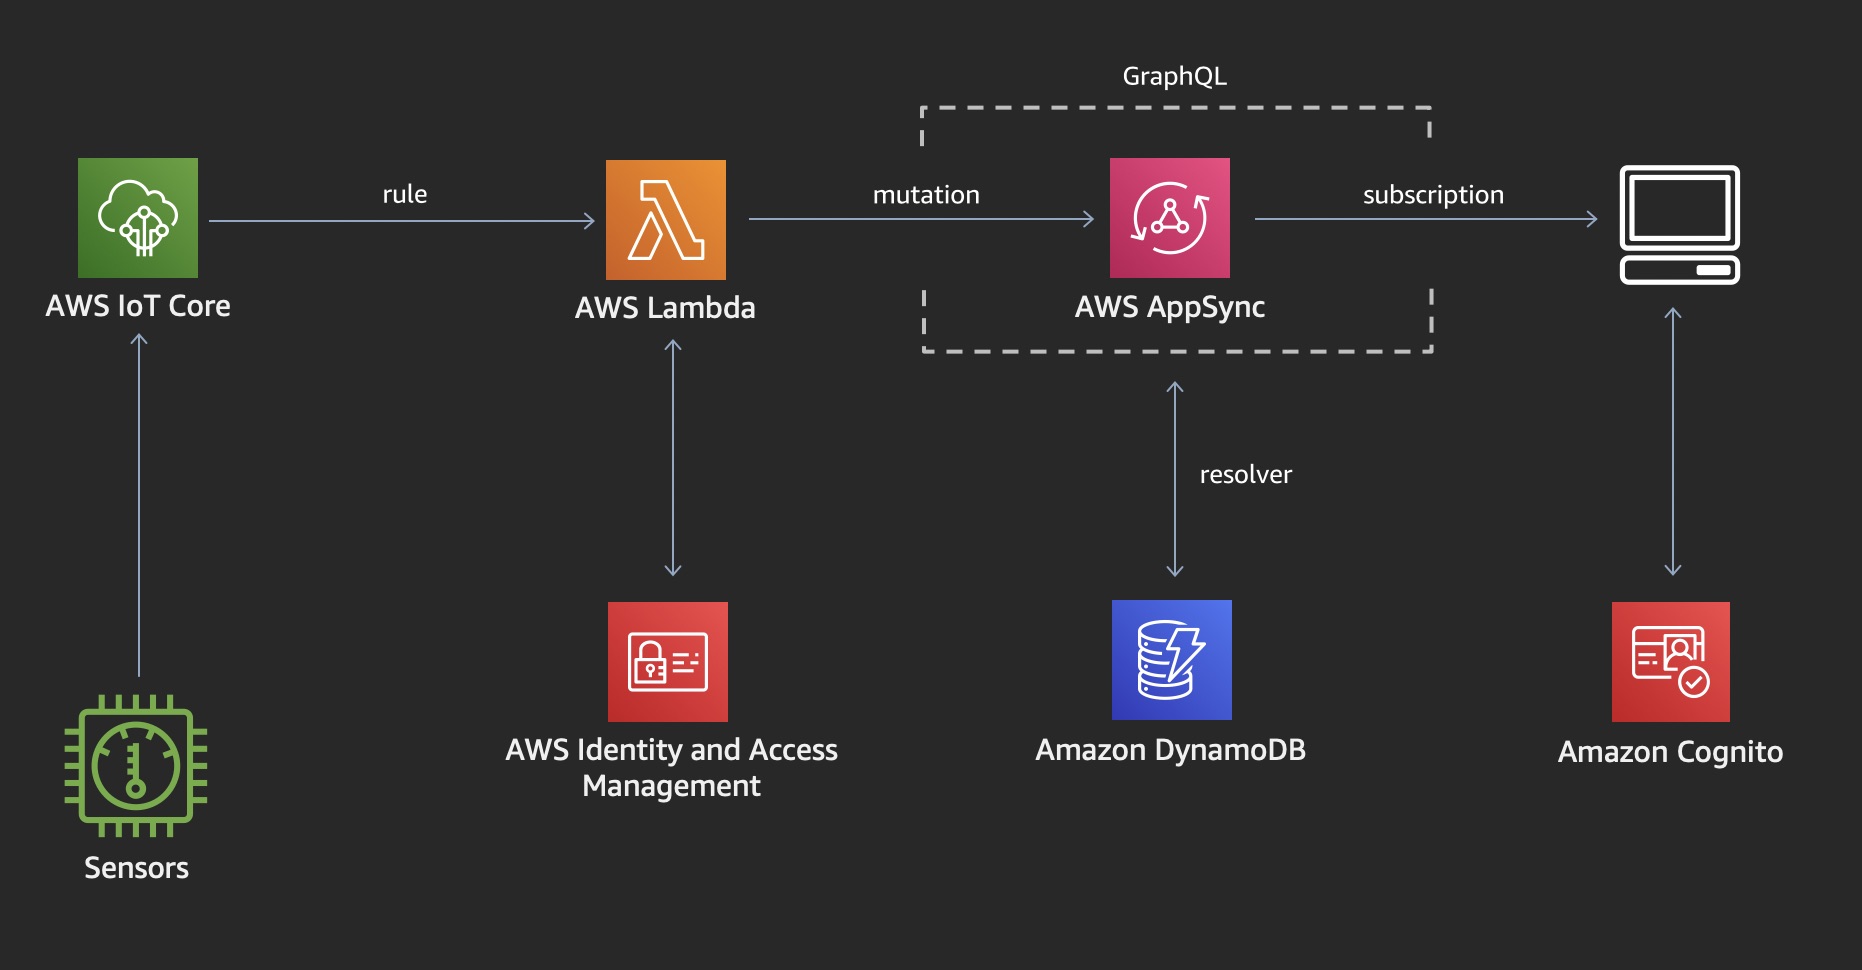 GraphQL
rule
mutation
subscription
AWS IoT Core
AWS Lambda
AWS AppSync
resolver
AWS Identity and Access
Management
Amazon DynamoDB
Amazon Cognito
Sensors